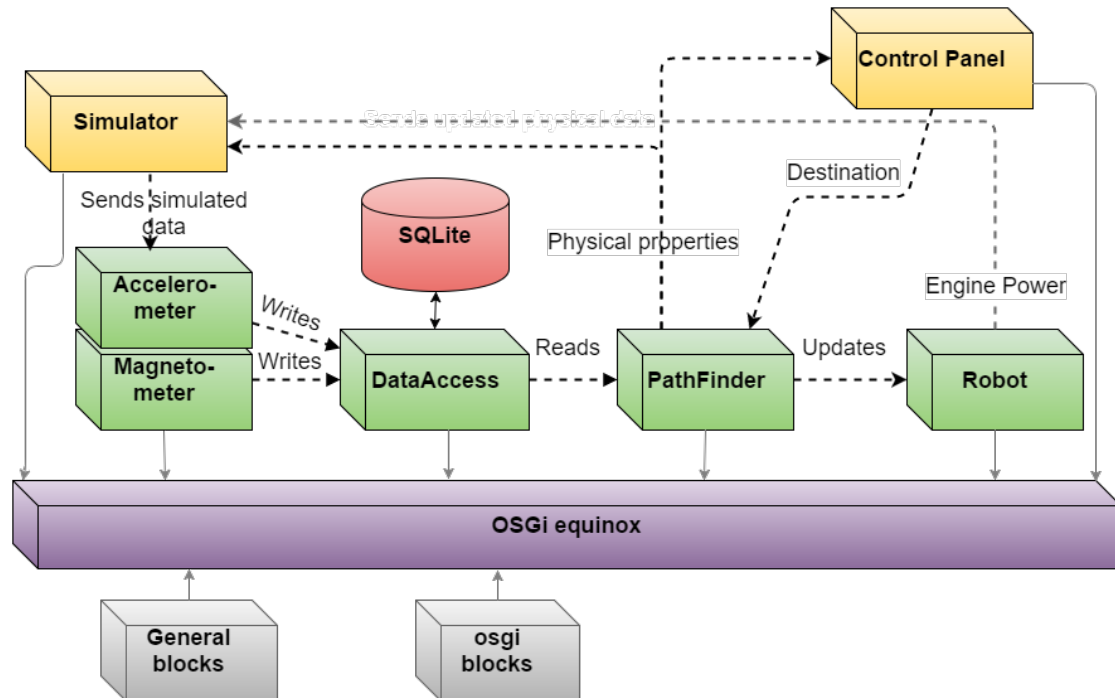 Control Panel
Simulator
Sends updated physical data
Destination
Sends simulated
data
SQLite
Physical properties
Accelero-
meter
Writes
Engine Power
Magneto-
meter
Writes
DataAccess
Reads
PathFinder
Updates
Robot
OSGi equinox
General
blocks
osgi
blocks